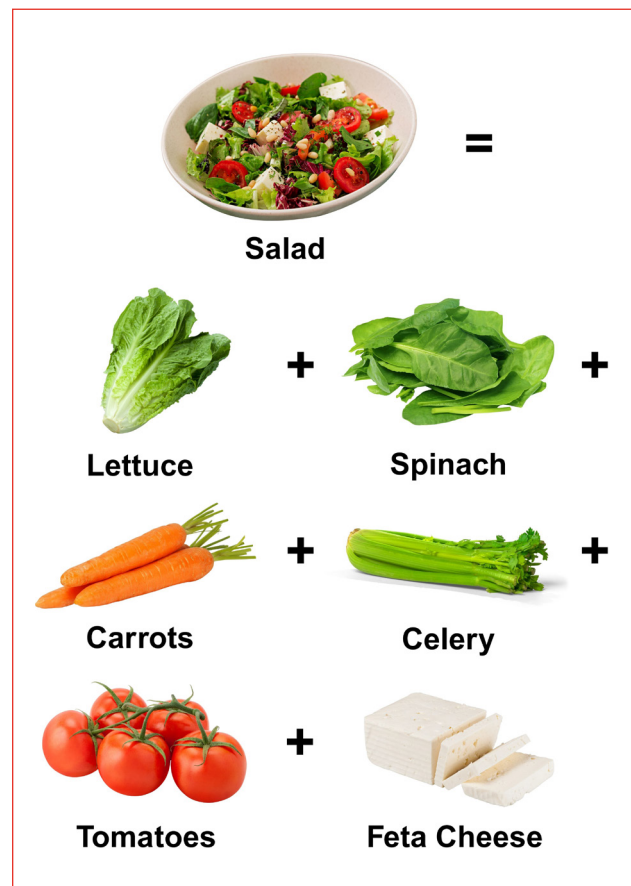 =
Salad
+ +
Lettuce Spinach
+ +
Carrots Celery
+
Tomatoes Feta Cheese